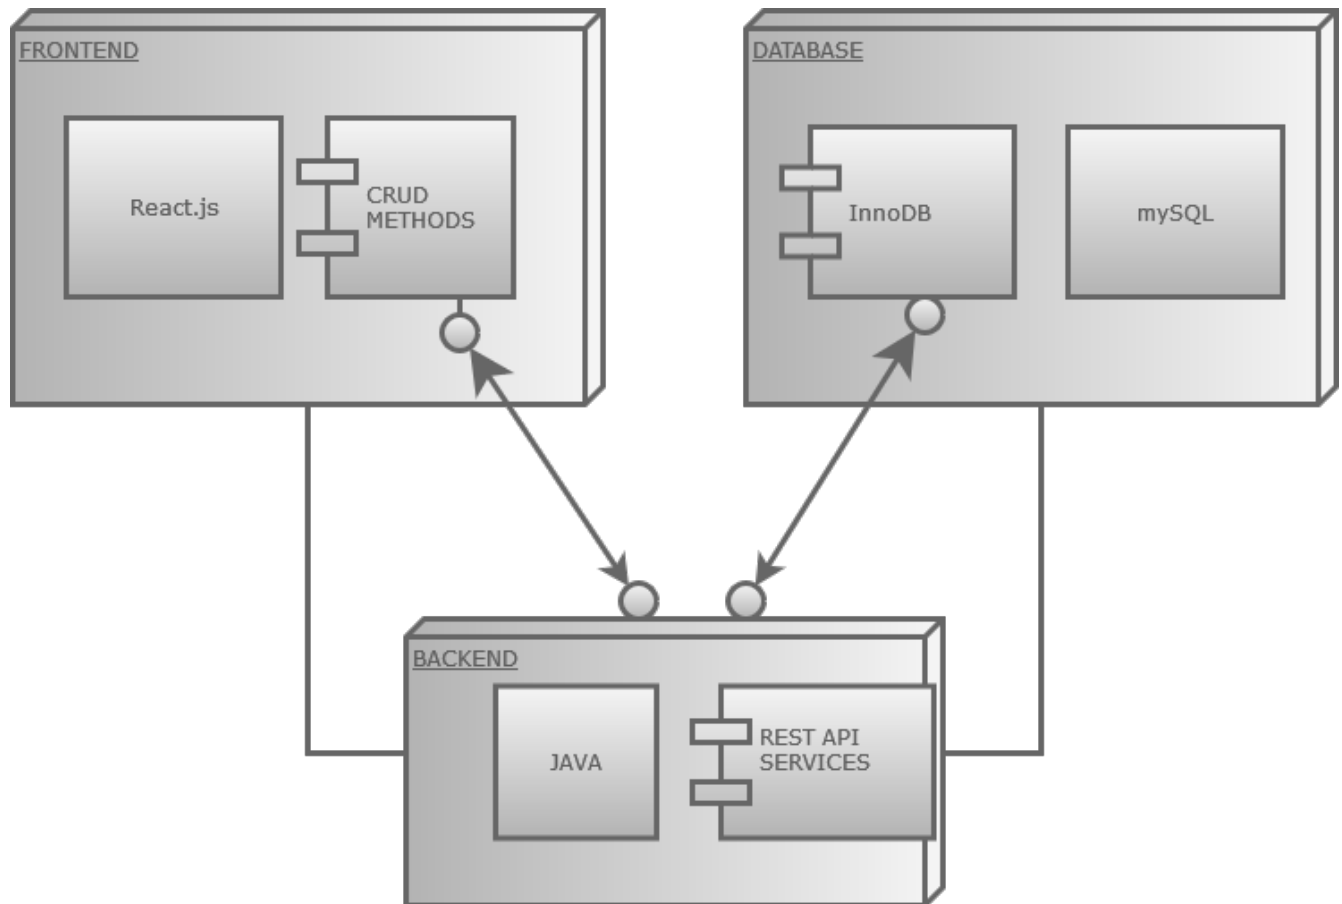 FRONTEND
React.js
CRUD
METHODS
DATABASE
InnoDB
mySQL
BACKEND
JAVA
REST API
SERVICES